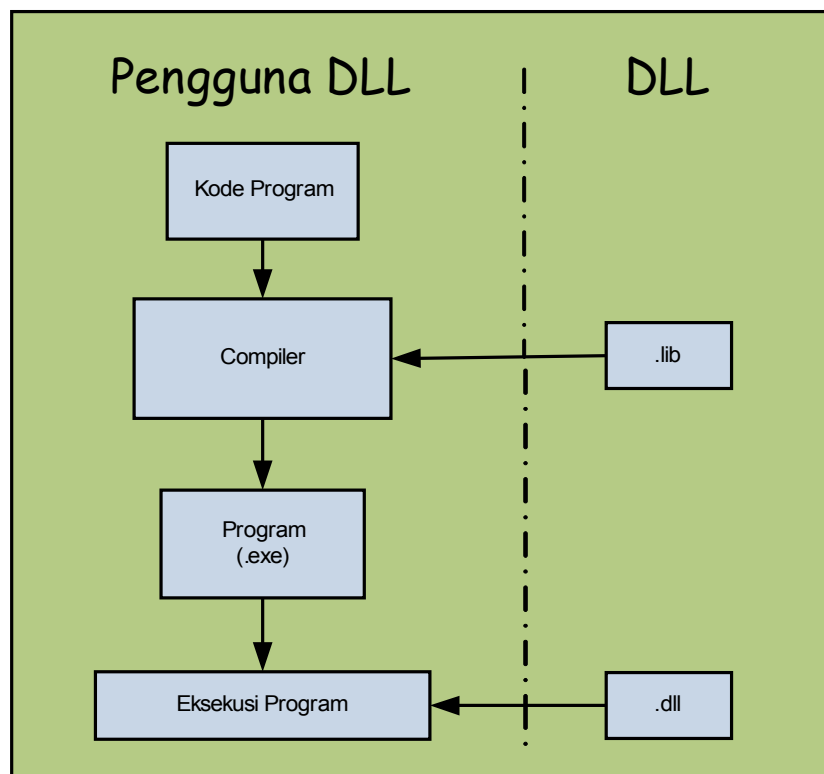 Pengguna DLL
DLL
Kode Program
Compiler
.lib
Program
(.exe)
Eksekusi Program
.dll